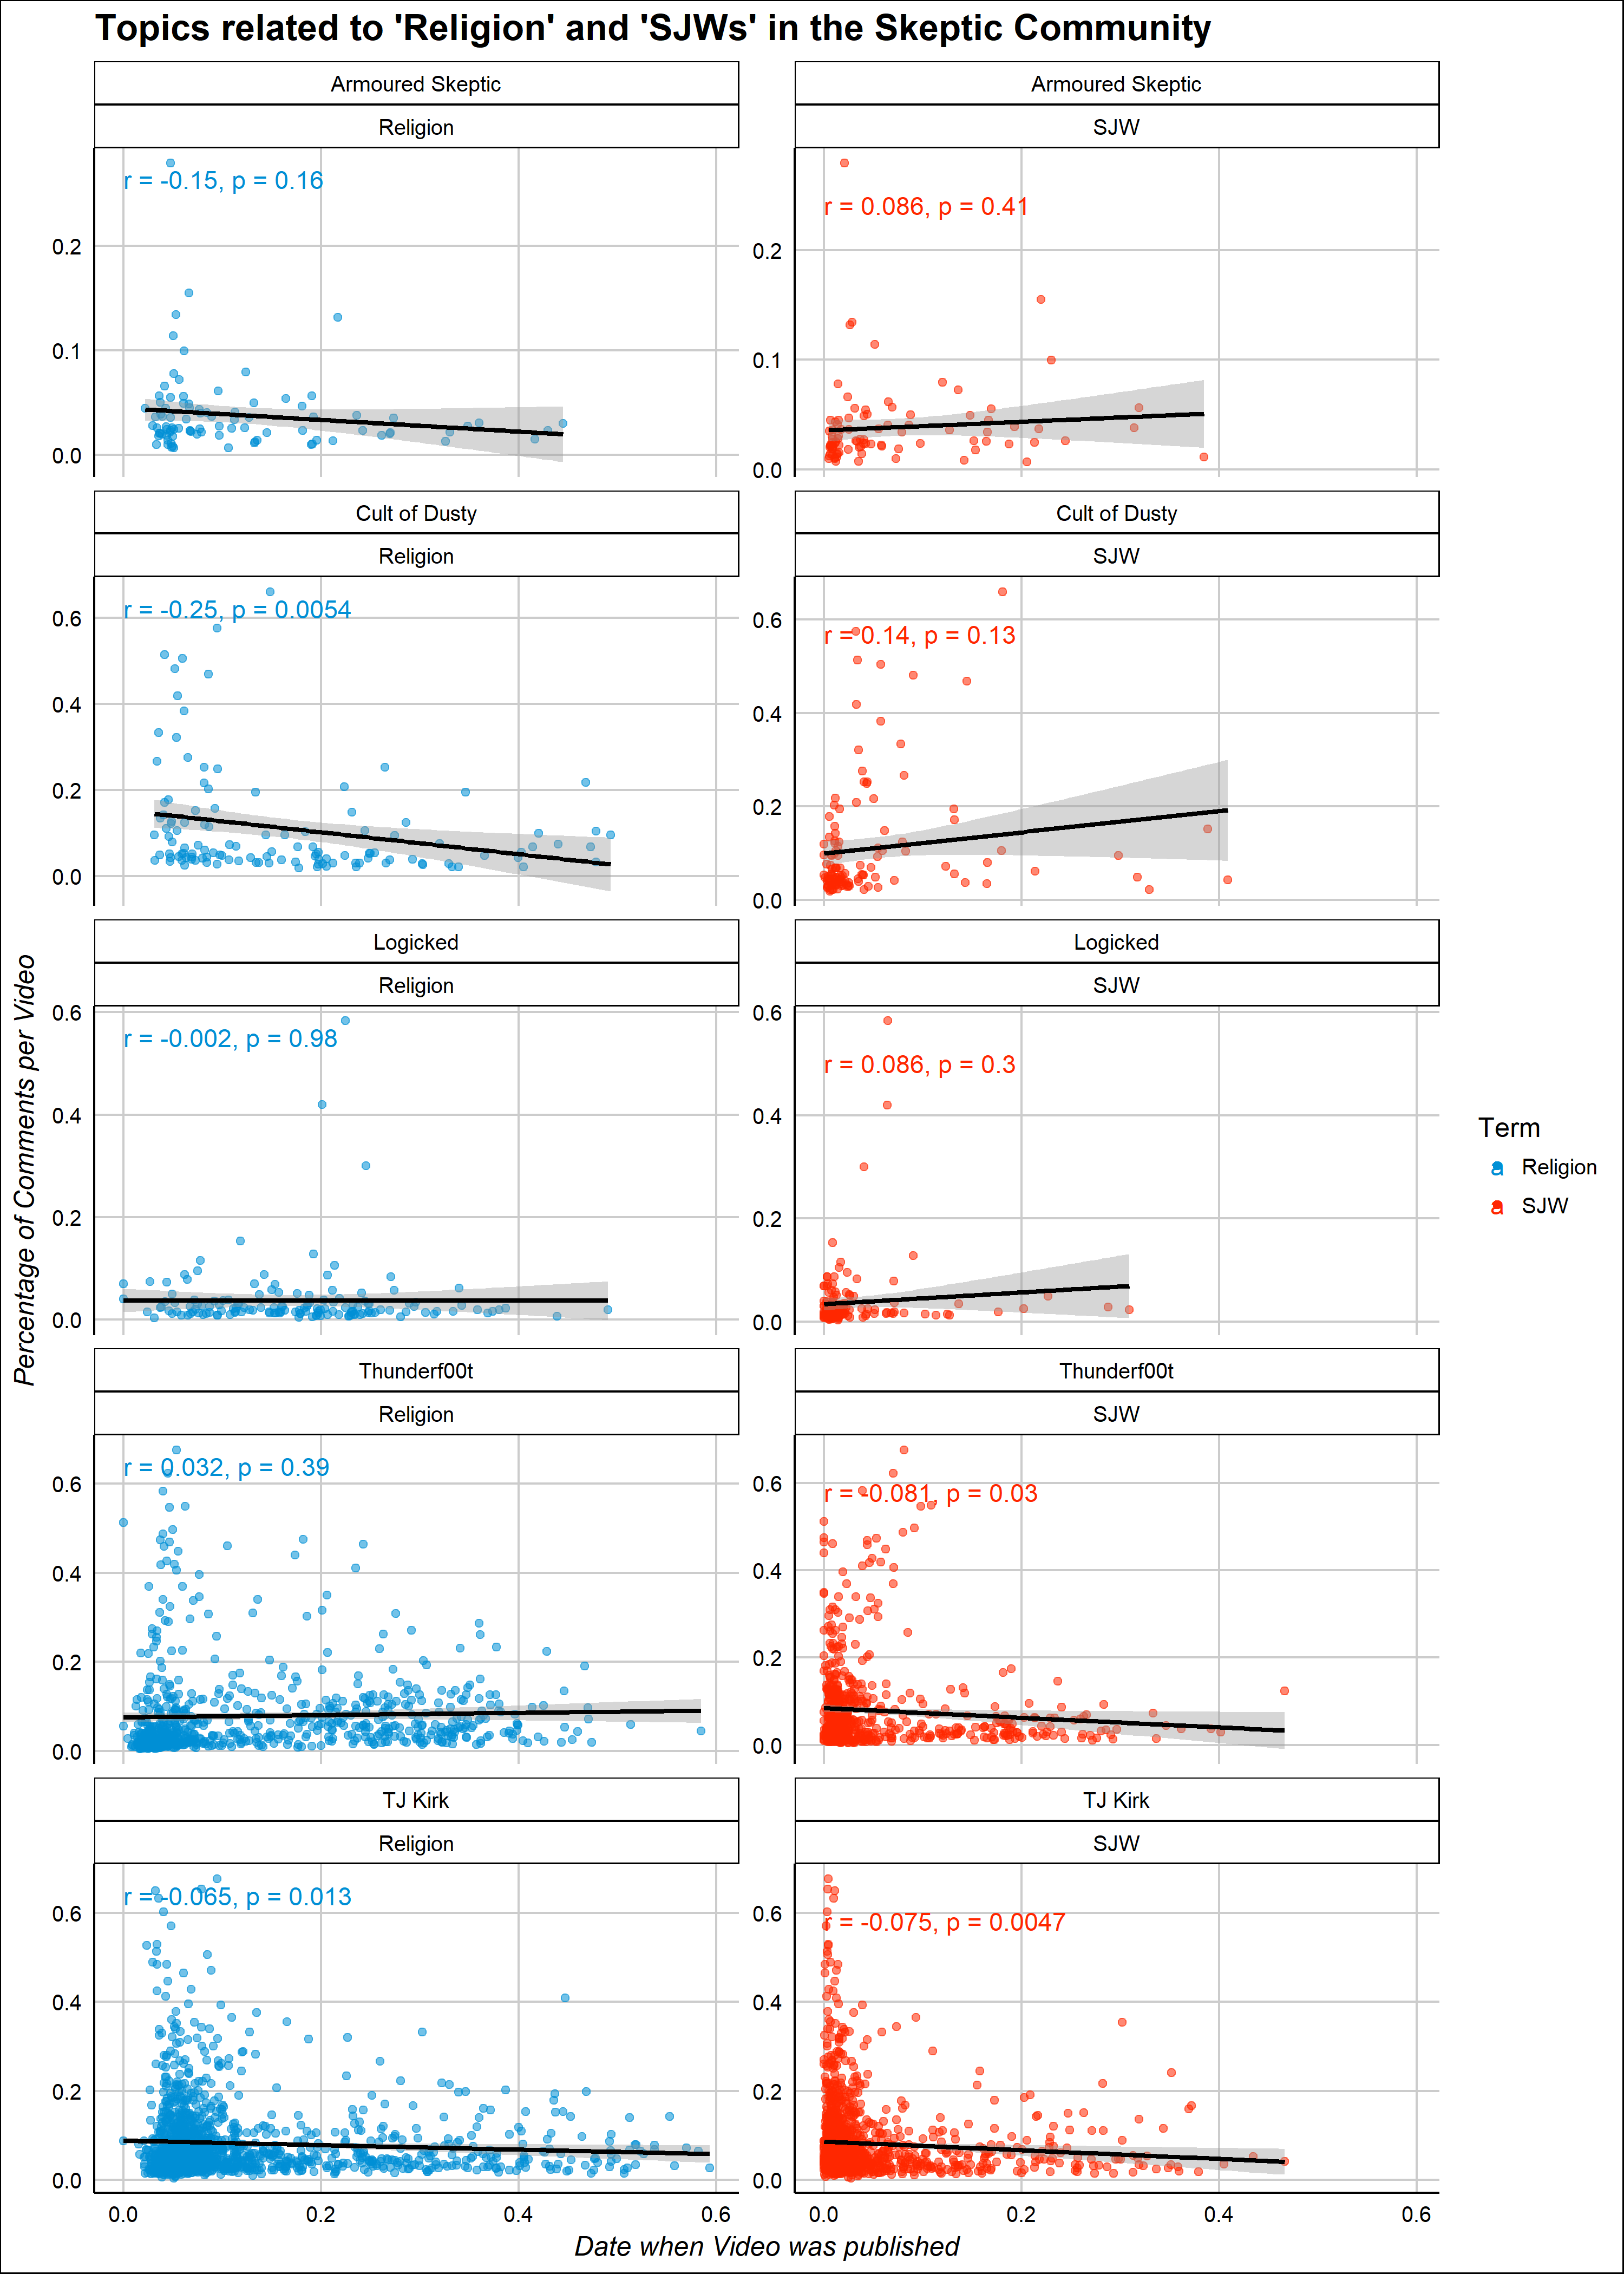 Topics related to 'Religion' and 'SJWs' in the Skeptic Community
Armoured Skeptic
Armoured Skeptic
Religion
SJW
r = -0.15, p = 0.16
r = 0.086, p = 0.41
0.2
0.1
0.0
0.2
0.1
0.0
Cult of Dusty
Cult of Dusty
Religion
SJW
r = -0.25, p = 0.0054
r = 0.14, p = 0.13
0.6
0.4
0.2
0.0
0.6
0.4
0.2
0.0
Logicked
Logicked
Religion
SJW
r = -0.002, p = 0.98
r = 0.086, p = 0.3
0.6
0.4
0.2
0.0
0.6
0.4
0.2
0.0
Thunderf00t
Thunderf00t
Religion
SJW
r = 0.032, p = 0.39
r = -0.081, p = 0.03
0.6
0.4
0.2
0.0
0.6
0.4
0.2
0.0
TJ Kirk
TJ Kirk
Religion
SJW
r = -0.065, p = 0.013
r = -0.075, p = 0.0047
0.6
0.4
0.2
0.0
0.6
0.4
0.2
0.0
0.0 0.2 0.4 0.6
0.0 0.2 0.4 0.6
Date when Video was published
Percentage of Comments per Video
Term
a Religion
a SJW